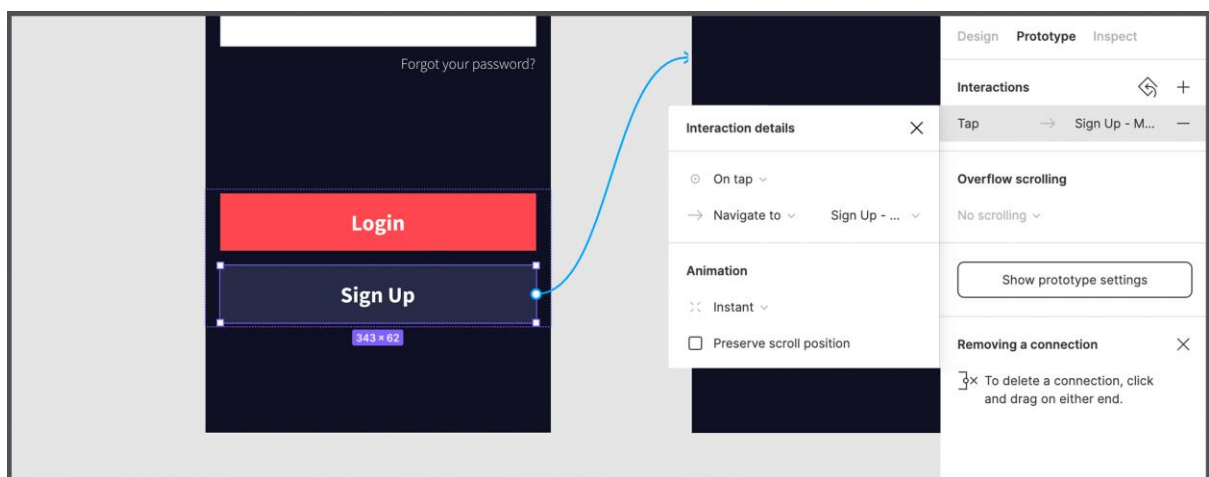 Forgot your password?
Login
Sign Up
343 × 62
Interaction details
On tap
Navigate to Sign Up - ...
Animation
Instant
Preserve scroll position
Design Prototype Inspect
Interactions
Tap Sign Up - M...
Overflow scrolling
No scrolling
Show prototype settings
Removing a connection
To delete a connection, click
and drag on either end.